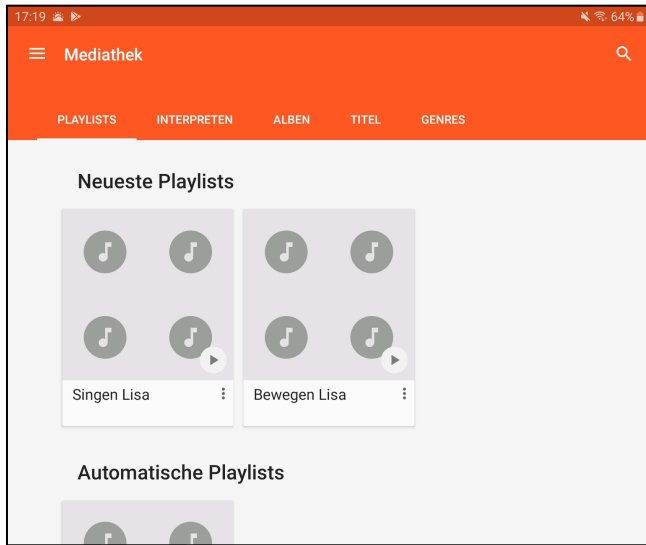 17:19 64%
Mediathek
PLAYLISTS INTERPRETEN ALBEN TITEL GENRES
Neueste Playlists
Singen Lisa Bewegen Lisa
Automatische Playlists